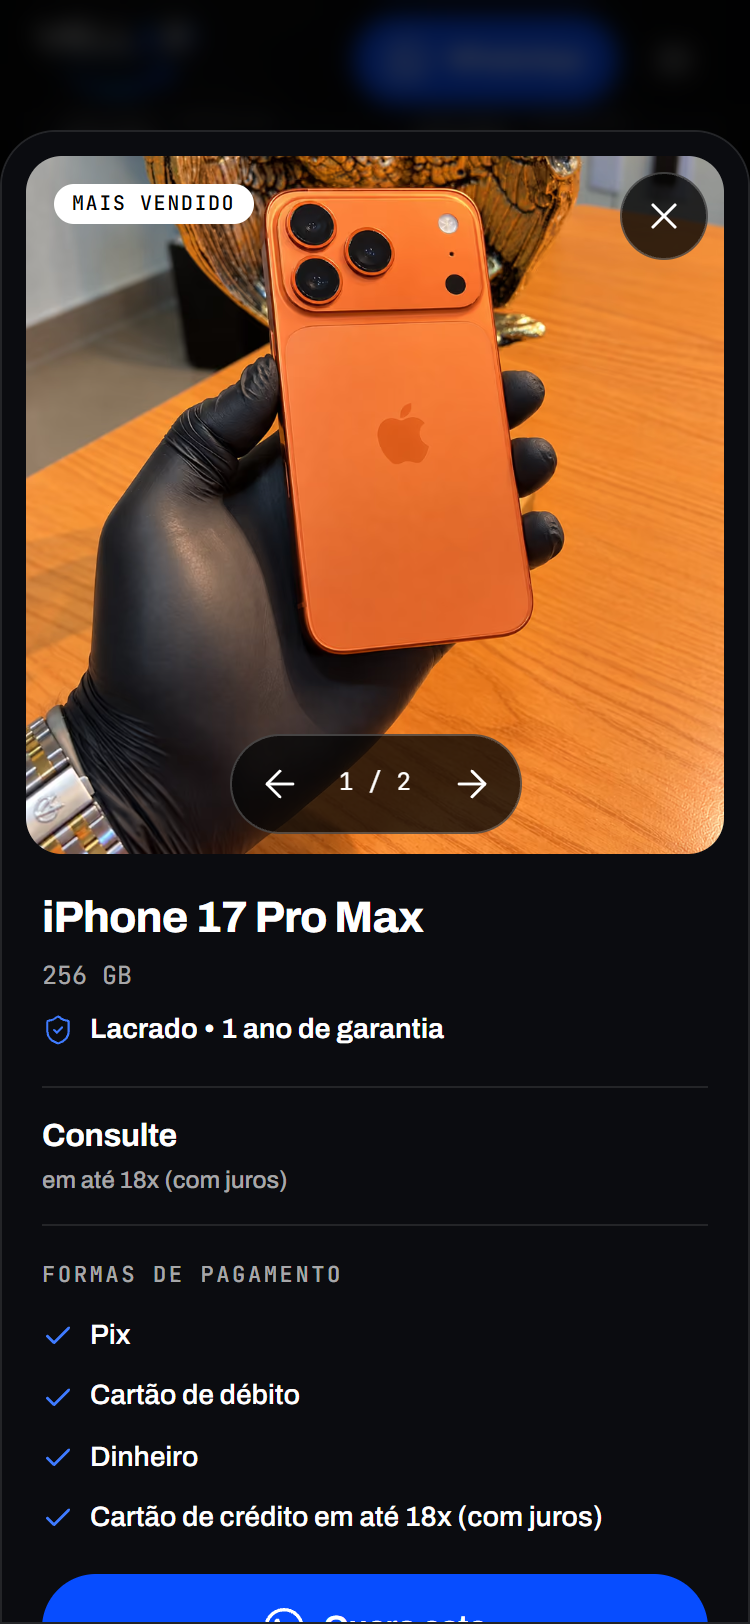 MAIS VENDIDO
1 / 2
iPhone 17 Pro Max
256 GB
Lacrado • 1 ano de garantia
Consulte
em até 18x (com juros)
FORMAS DE PAGAMENTO
Pix
Cartão de débito
Dinheiro
Cartão de crédito em até 18x (com juros)